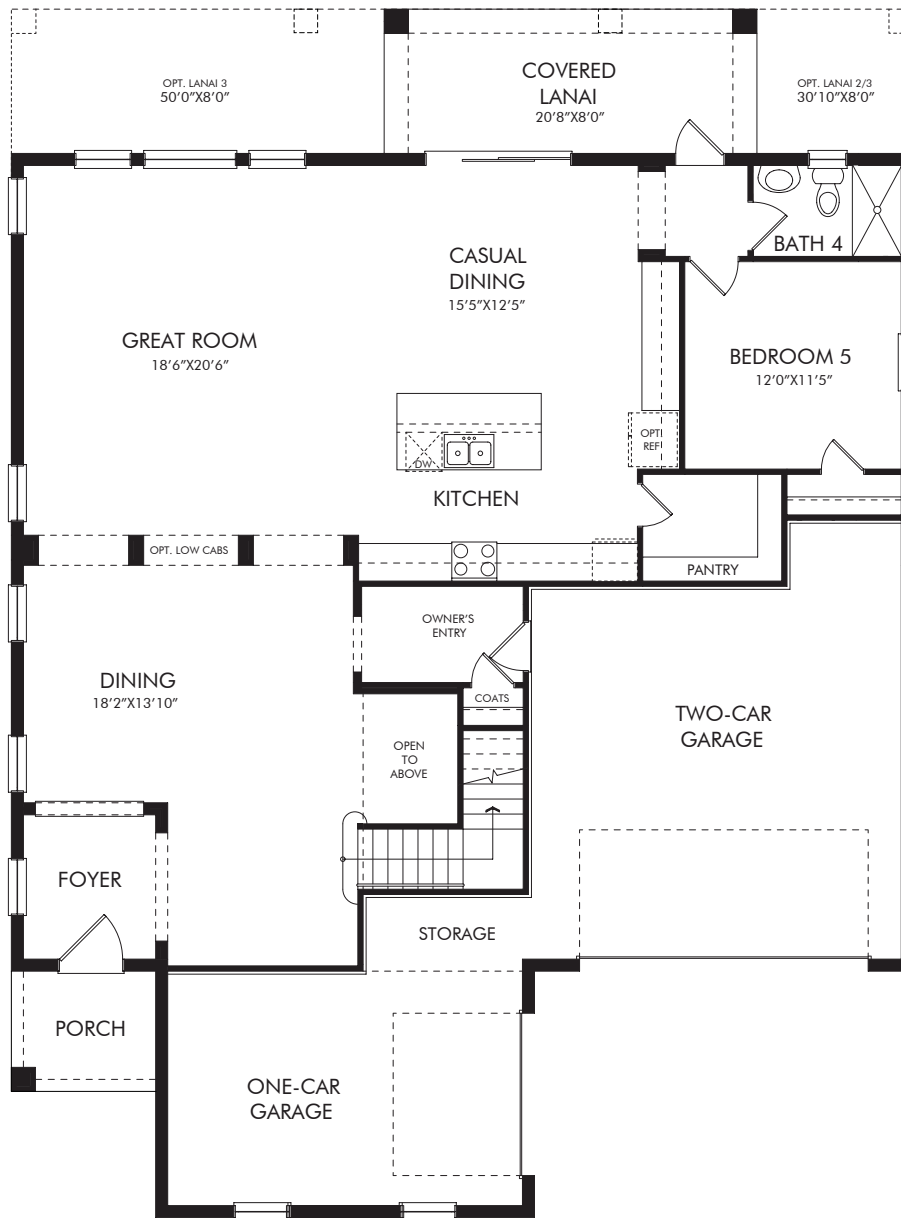 OPT. LANAI 3
50'0"X8'0"
COVERED
LANAI
20'8"X8'0"
OPT. LANAI 2/3
30'10"X8'0"
BATH 4
CASUAL
DINING
15'5"X12'5"
GREAT ROOM
18'6"X20'6"
BEDROOM 5
12'0"X11'5"
OPT
REF
DW
KITCHEN
OPT. LOW CABS
PANTRY
OWNER'S
ENTRY
DINING
18'2"X13'10"
COATS
TWO-CAR
GARAGE
OPEN
TO
ABOVE
FOYER
STORAGE
PORCH
ONE-CAR
GARAGE